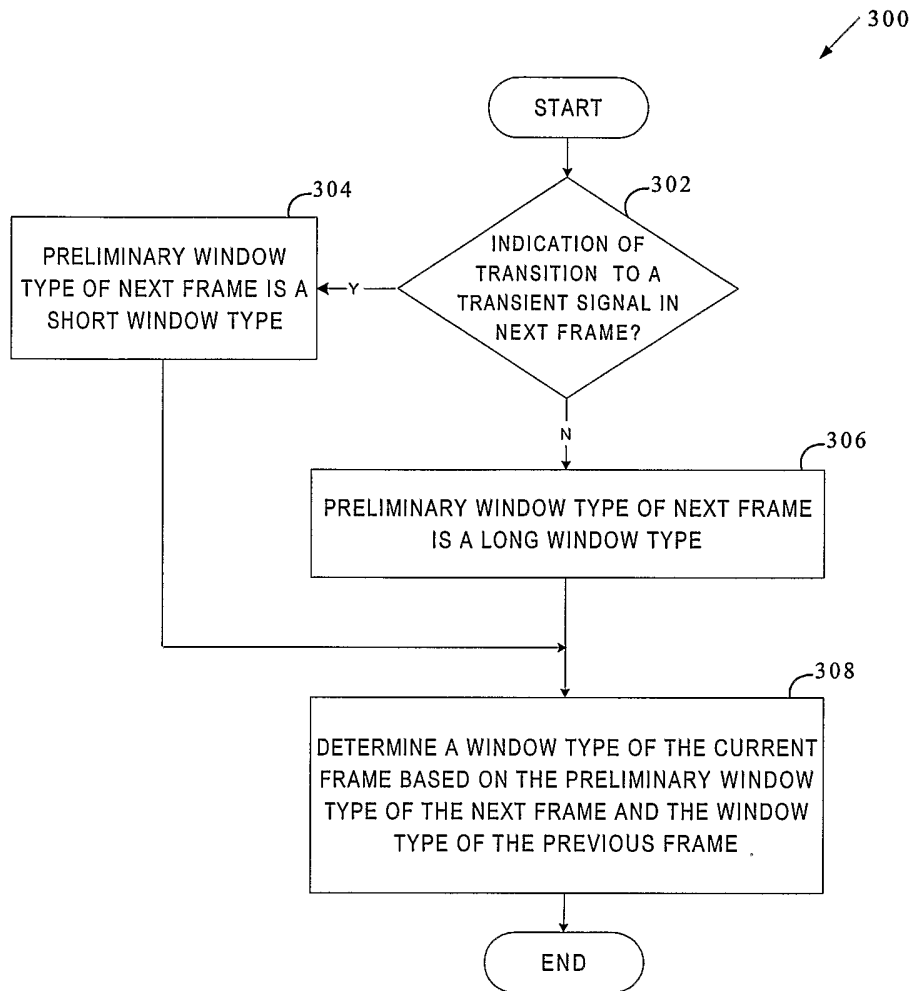 300
START
302
INDICATION OF
TRANSITION TO A
TRANSIENT SIGNAL IN
NEXT FRAME?
304
PRELIMINARY WINDOW
TYPE OF NEXT FRAME IS A
SHORT WINDOW TYPE
Y
N
306
PRELIMINARY WINDOW TYPE OF NEXT FRAME
IS A LONG WINDOW TYPE
308
DETERMINE A WINDOW TYPE OF THE CURRENT
FRAME BASED ON THE PRELIMINARY WINDOW
TYPE OF THE NEXT FRAME AND THE WINDOW
TYPE OF THE PREVIOUS FRAME .
END